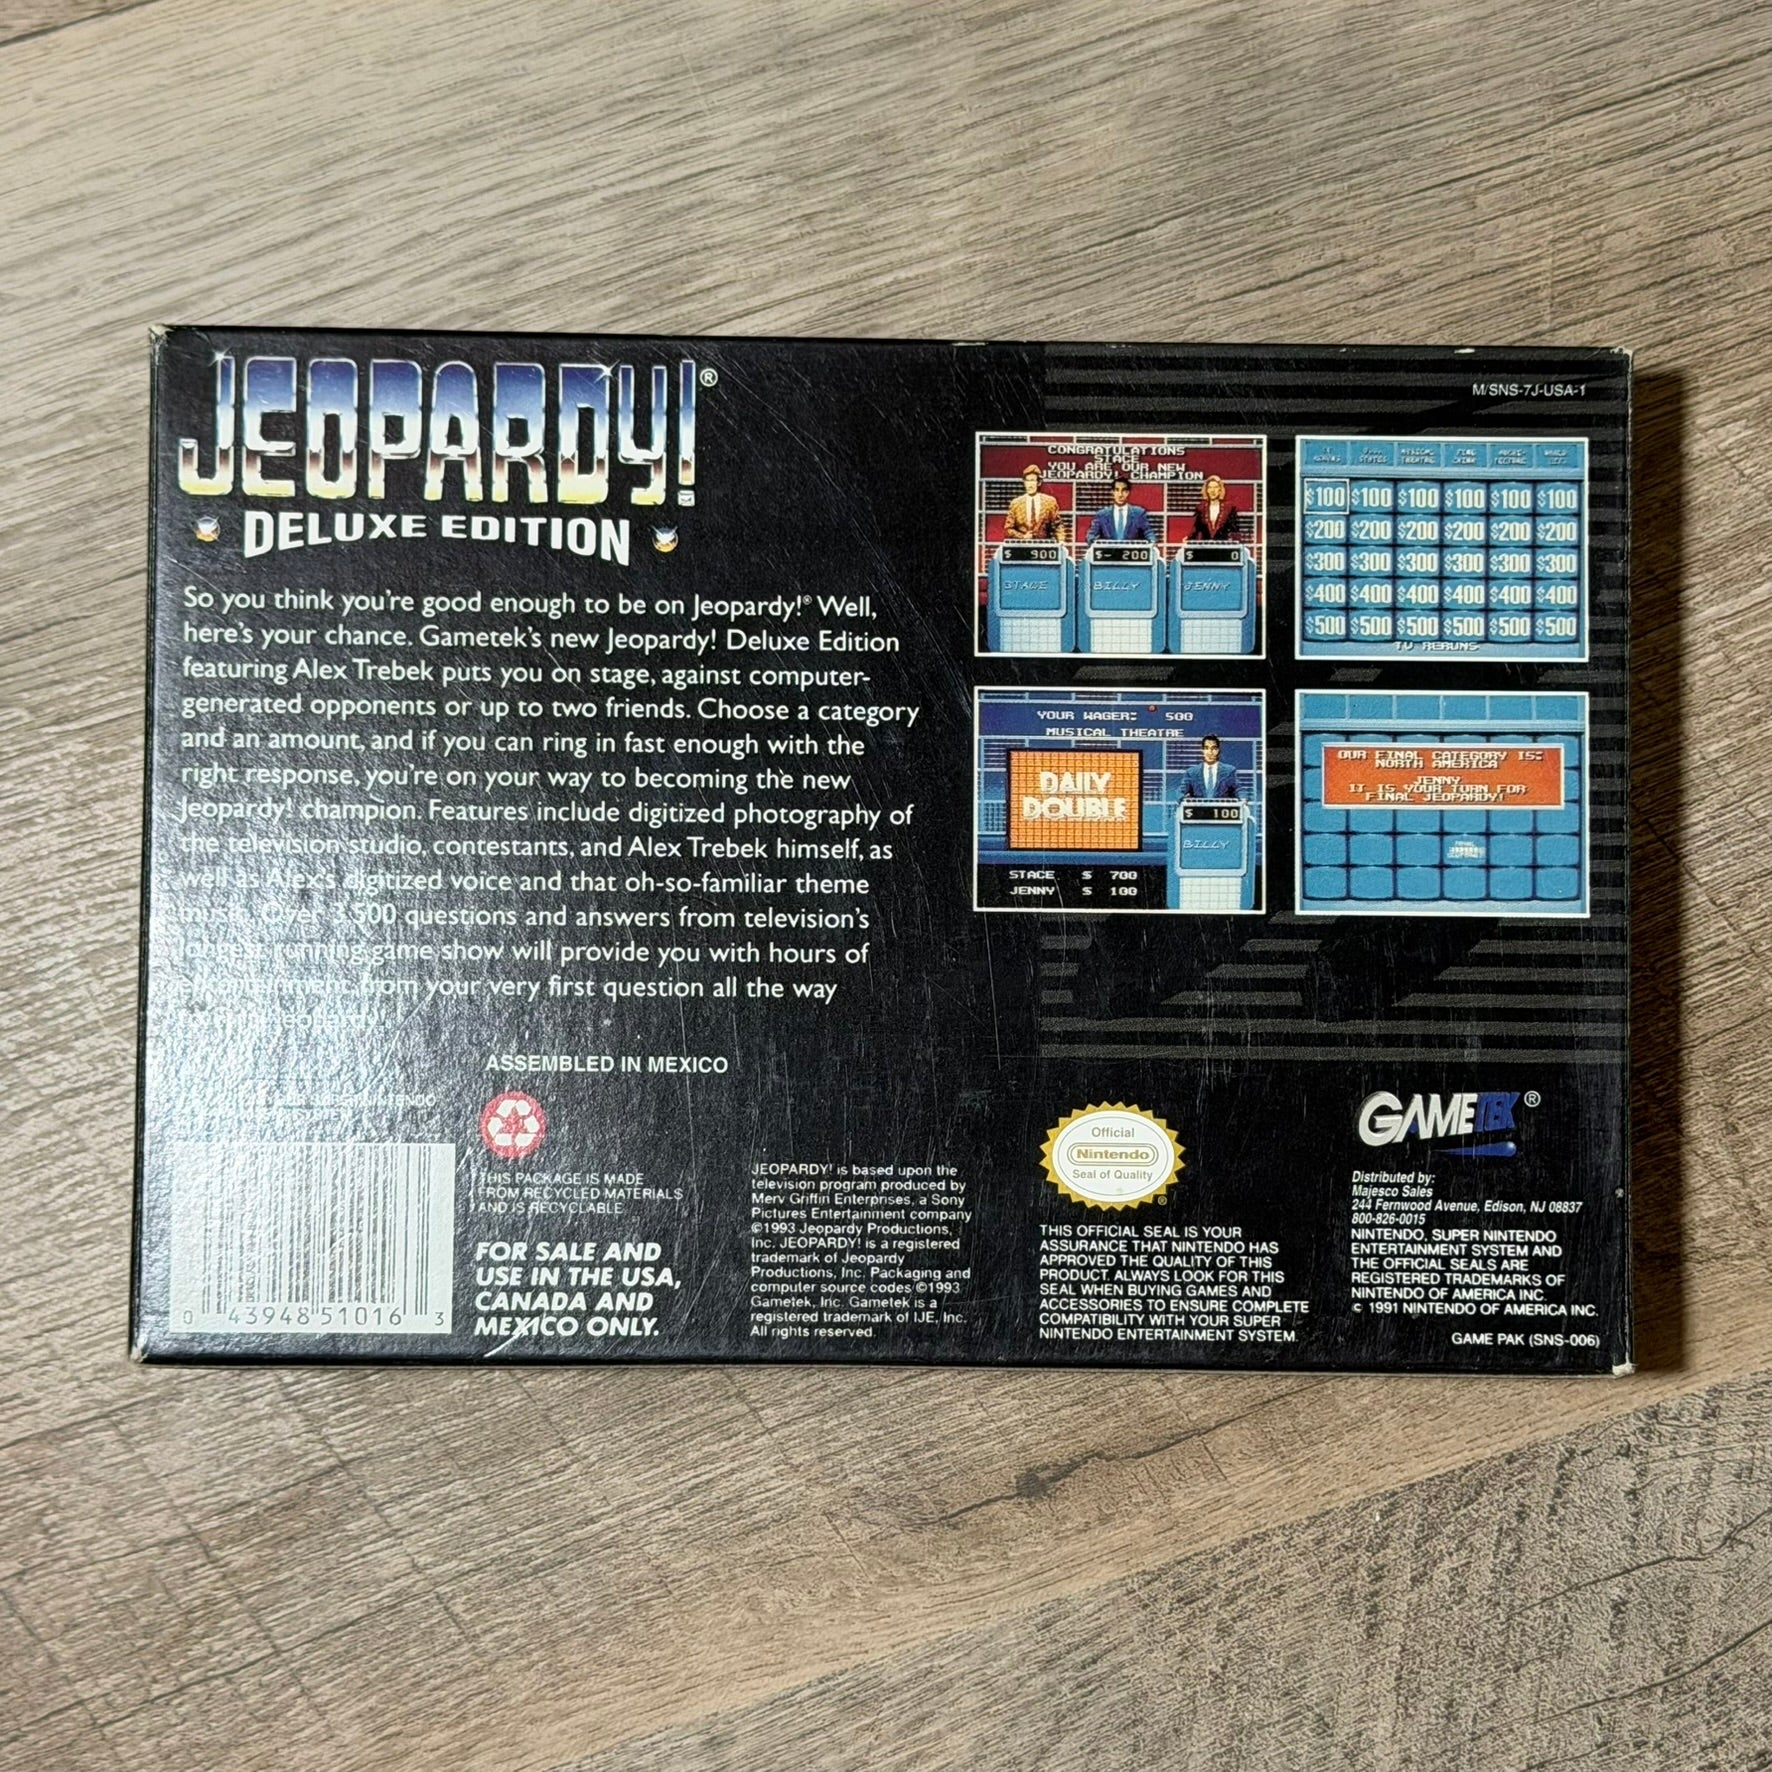 JEOPARDY!®
DELUXE EDITION
So you think you're good enough to be on Jeopardy!® Well,
here's your chance. Gametek's new Jeopardy! Deluxe Edition
featuring Alex Trebek puts you on stage, against computer-
generated opponents or up to two friends. Choose a category
and an amount, and if you can ring in fast enough with the
right response, you're on your way to becoming the new
Jeopardy! champion. Features include digitized photography of
the television studio, contestants, and Alex Trebek himself, as
well as Alex's digitized voice and that oh-so-familiar theme
music. Over 3,500 questions and answers from television's
longest running game show will provide you with hours of
entertainment, from your very first question all the way
to Final Jeopardy.
ASSEMBLED IN MEXICO
SUPER NINTENDO
SYSTEM
0 43948 51016 3
THIS PACKAGE IS MADE
FROM RECYCLED MATERIALS
AND IS RECYCLABLE
FOR SALE AND
USE IN THE USA,
CANADA AND
MEXICO ONLY.
JEOPARDY! is based upon the
television program produced by
Merv Griffin Enterprises, a Sony
Pictures Entertainment company
©1993 Jeopardy Productions,
Inc. JEOPARDY! is a registered
trademark of Jeopardy
Productions, Inc. Packaging and
computer source codes ©1993
Gametek, Inc. Gametek is a
registered trademark of IJE, Inc.
All rights reserved.
M/SNS-7J-USA-1
CONGRATULATIONS
STACE
YOU ARE OUR NEW
JEOPARDY! CHAMPION
$ 900 $- 200 $ 0
STACE BILLY JENNY
STATES MUSICAL THEATRE
$100 $100 $100 $100 $100 $100
$200 $200 $200 $200 $200 $200
$300 $300 $300 $300 $300 $300
$400 $400 $400 $400 $400 $400
$500 $500 $500 $500 $500 $500
TV RERUNS
YOUR WAGER: 500
MUSICAL THEATRE
DAILY
DOUBLE
$ 100
BILLY
STACE $ 700
JENNY $ 100
OUR FINAL CATEGORY IS:
NORTH AMERICA
JENNY
IT IS YOUR TURN FOR
FINAL JEOPARDY!
Official
Nintendo
Seal of Quality
®
THIS OFFICIAL SEAL IS YOUR
ASSURANCE THAT NINTENDO HAS
APPROVED THE QUALITY OF THIS
PRODUCT. ALWAYS LOOK FOR THIS
SEAL WHEN BUYING GAMES AND
ACCESSORIES TO ENSURE COMPLETE
COMPATIBILITY WITH YOUR SUPER
NINTENDO ENTERTAINMENT SYSTEM.
GAMETEK®
Distributed by:
Majesco Sales
244 Fernwood Avenue, Edison, NJ 08837
800-826-0015
NINTENDO, SUPER NINTENDO
ENTERTAINMENT SYSTEM AND
THE OFFICIAL SEALS ARE
REGISTERED TRADEMARKS OF
NINTENDO OF AMERICA INC.
© 1991 NINTENDO OF AMERICA INC.
GAME PAK (SNS-006)